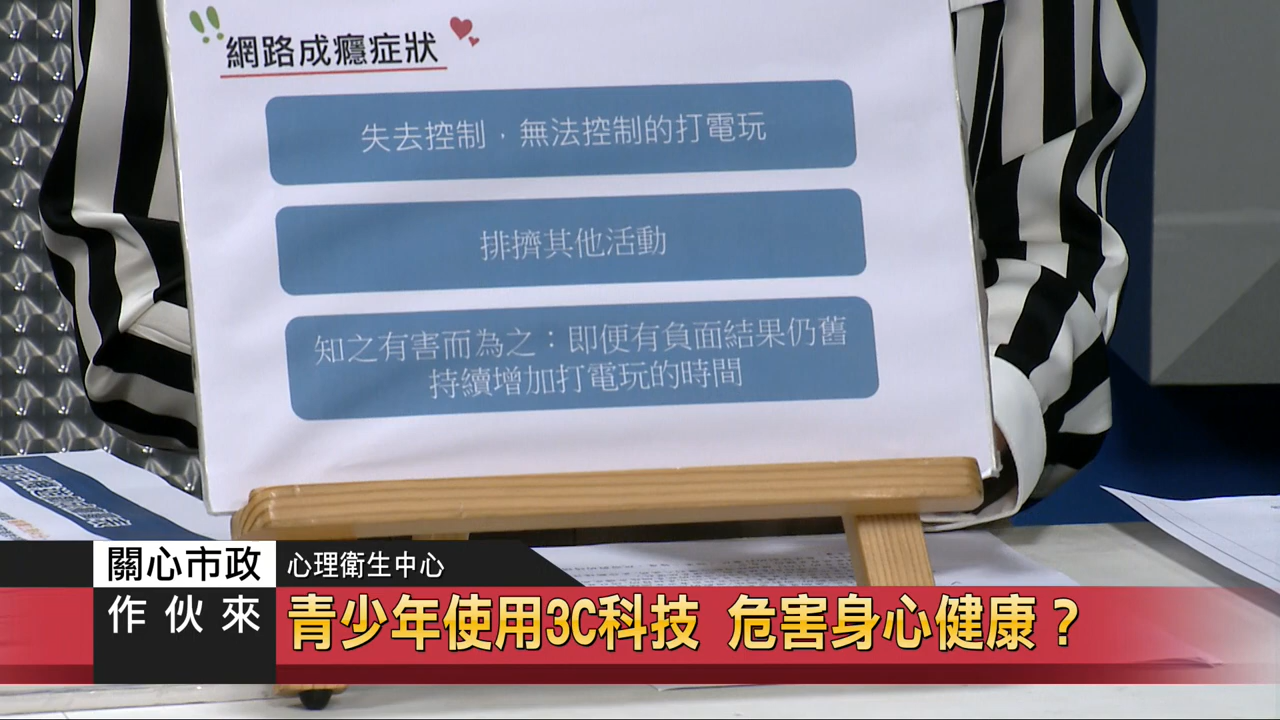 網路成癮症狀
失去控制，無法控制的打電玩
排擠其他活動
知之有害而為之：即便有負面結果仍舊
持續增加打電玩的時間
關心市政
作伙來
心理衛生中心
青少年使用3C科技 危害身心健康？